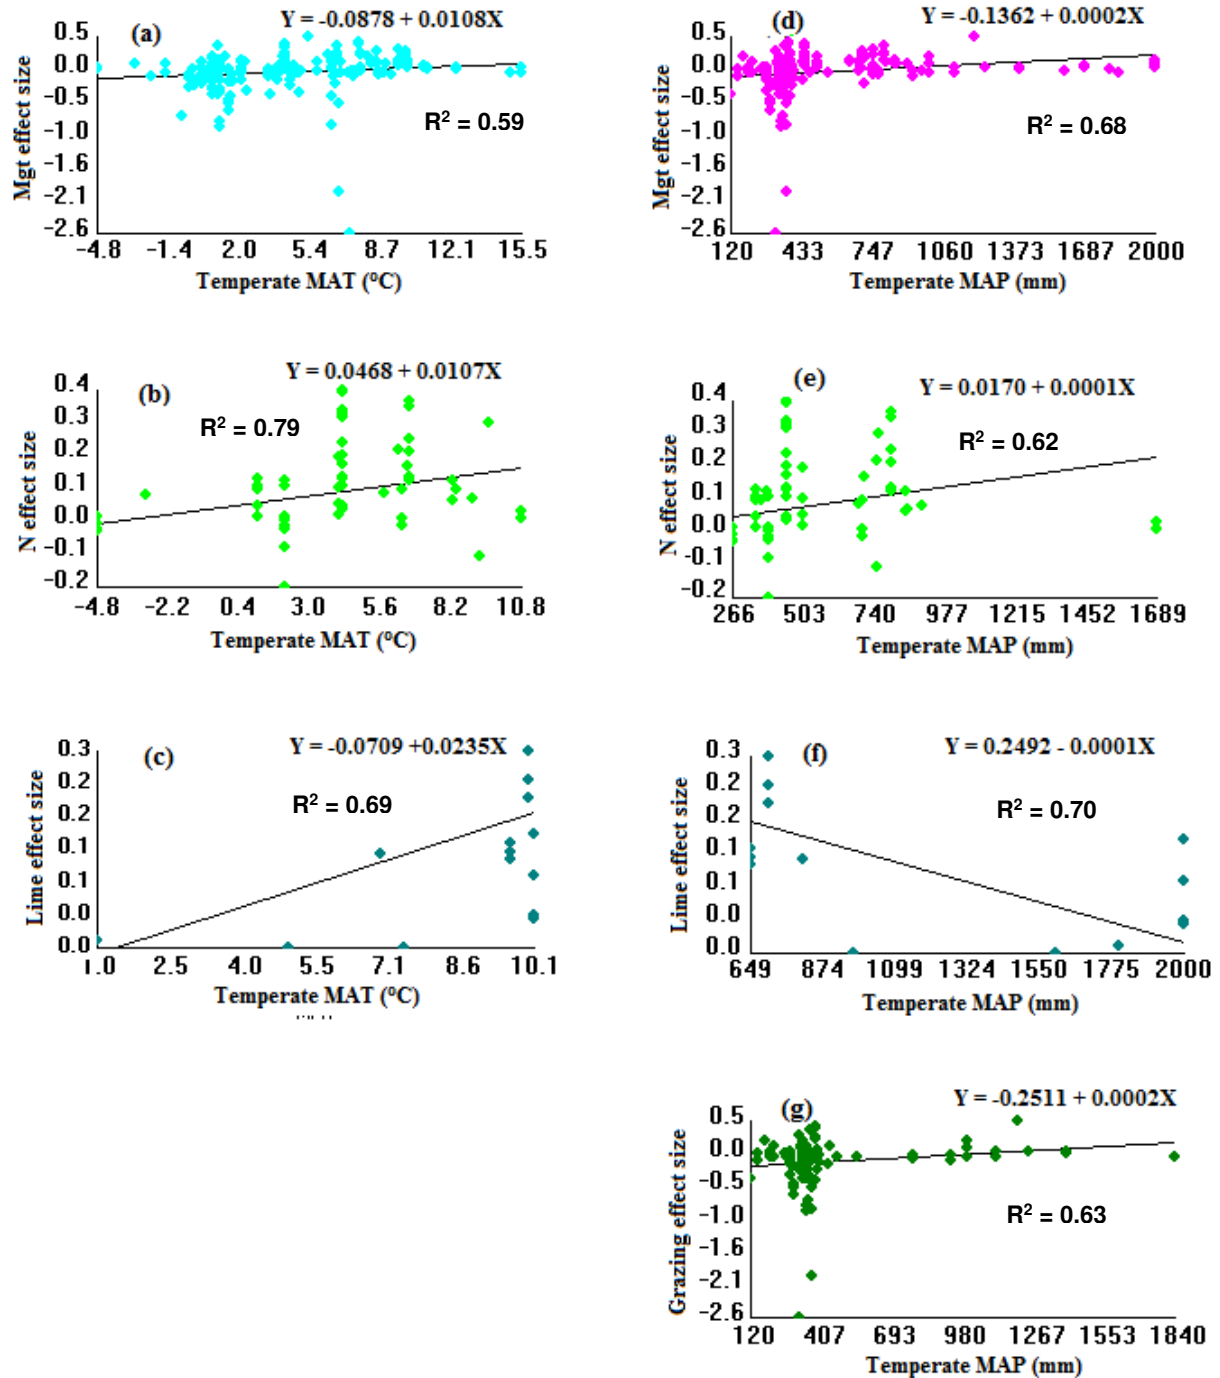 (a)
Y = -0.0878 + 0.0108X
Mgt effect size
0.5
0.0
-0.5
-1.0
-1.6
-2.1
-2.6
R² = 0.59
-4.8 -1.4 2.0 5.4 8.7 12.1 15.5
Temperate MAT (°C)
(d)
Y = -0.1362 + 0.0002X
Mgt effect size
0.5
0.0
-0.5
-1.0
-1.6
-2.1
-2.6
R² = 0.68
120 433 747 1060 1373 1687 2000
Temperate MAP (mm)
(b)
Y = 0.0468 + 0.0107X
N effect size
0.4
0.3
0.2
0.1
0.0
-0.1
-0.2
R² = 0.79
-4.8 -2.2 0.4 3.0 5.6 8.2 10.8
Temperate MAT (°C)
(e)
Y = 0.0170 + 0.0001X
N effect size
0.4
0.3
0.2
0.1
0.0
-0.1
-0.2
R² = 0.62
266 503 740 977 1215 1452 1689
Temperate MAP (mm)
(c)
Y = -0.0709 +0.0235X
Lime effect size
0.3
0.2
0.2
0.1
0.1
0.0
0.0
R² = 0.69
1.0 2.5 4.0 5.5 7.1 8.6 10.1
Temperate MAT (°C)
(f)
Y = 0.2492 - 0.0001X
Lime effect size
0.3
0.2
0.2
0.1
0.1
0.0
0.0
R² = 0.70
649 874 1099 1324 1550 1775 2000
Temperate MAP (mm)
(g)
Y = -0.2511 + 0.0002X
Grazing effect size
0.5
0.0
-0.5
-1.0
-1.6
-2.1
-2.6
R² = 0.63
120 407 693 980 1267 1553 1840
Temperate MAP (mm)